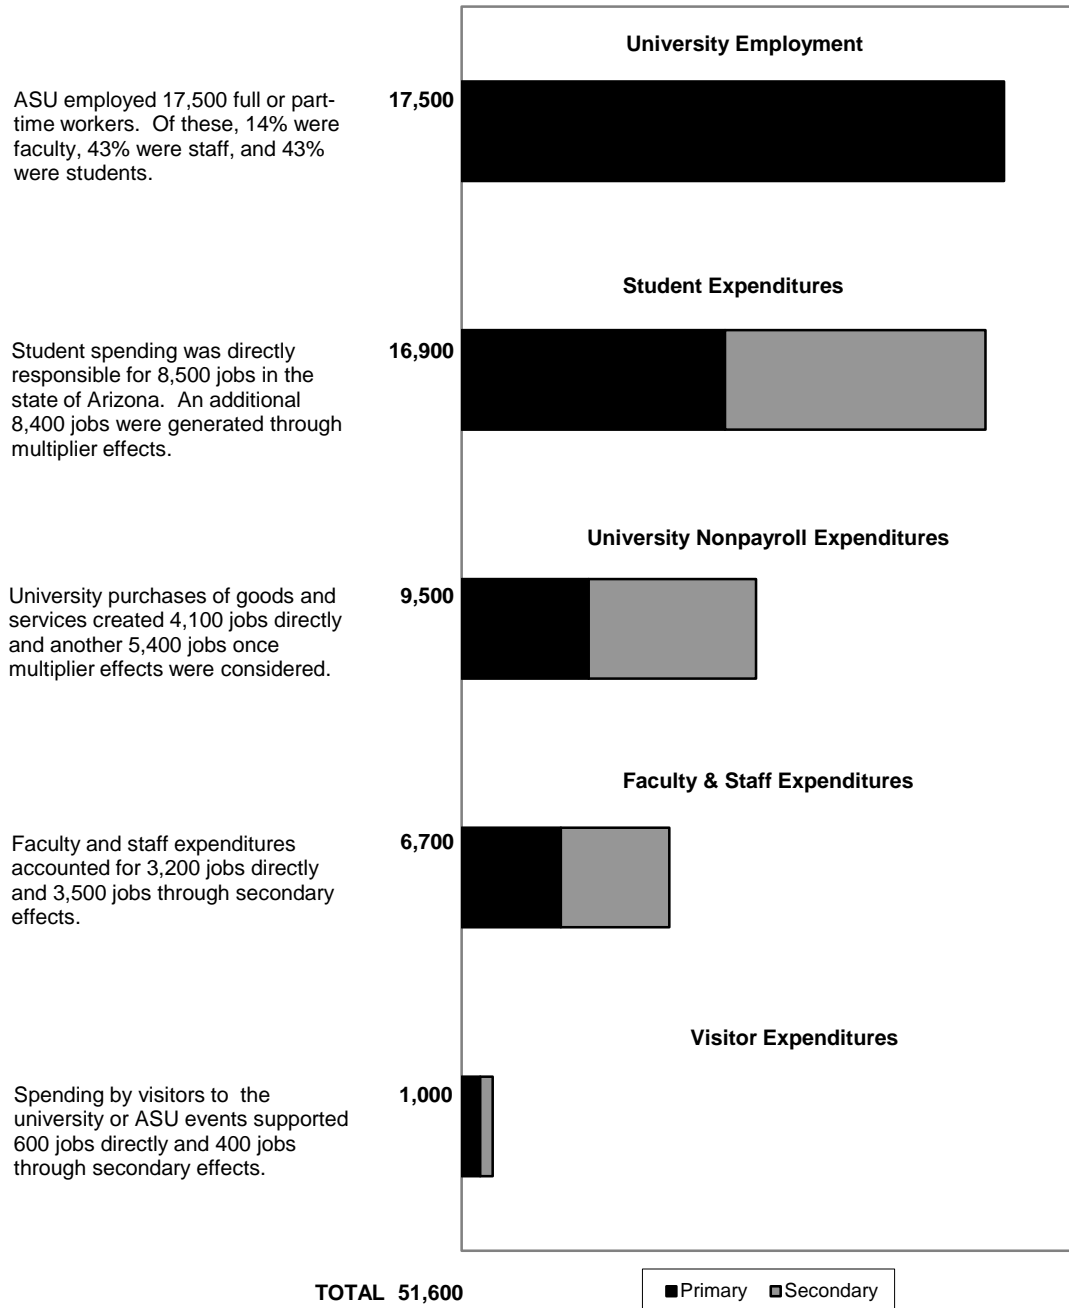 University Employment
ASU employed 17,500 full or part-
time workers.  Of these, 14% were
faculty, 43% were staff, and 43%
were students.
17,500
Student Expenditures
Student spending was directly
responsible for 8,500 jobs in the
state of Arizona.  An additional
8,400 jobs were generated through
multiplier effects.
16,900
University Nonpayroll Expenditures
University purchases of goods and
services created 4,100 jobs directly
and another 5,400 jobs once
multiplier effects were considered.
9,500
Faculty & Staff Expenditures
Faculty and staff expenditures
accounted for 3,200 jobs directly
and 3,500 jobs through secondary
effects.
6,700
Visitor Expenditures
Spending by visitors to  the
university or ASU events supported
600 jobs directly and 400 jobs
through secondary effects.
1,000
TOTAL  51,600
Primary
Secondary